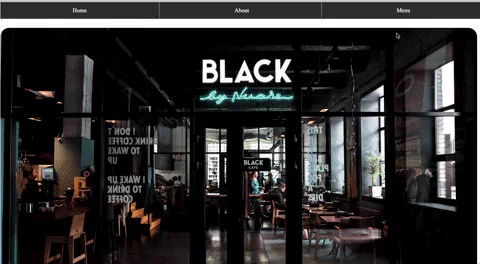 Home
About
Menu
BLACK
by Nature
BLACK
CAFE
I DON'T
DRINK COFFEE
TO WAKE
UP
I WAKE UP
TO DRINK
COFFEE